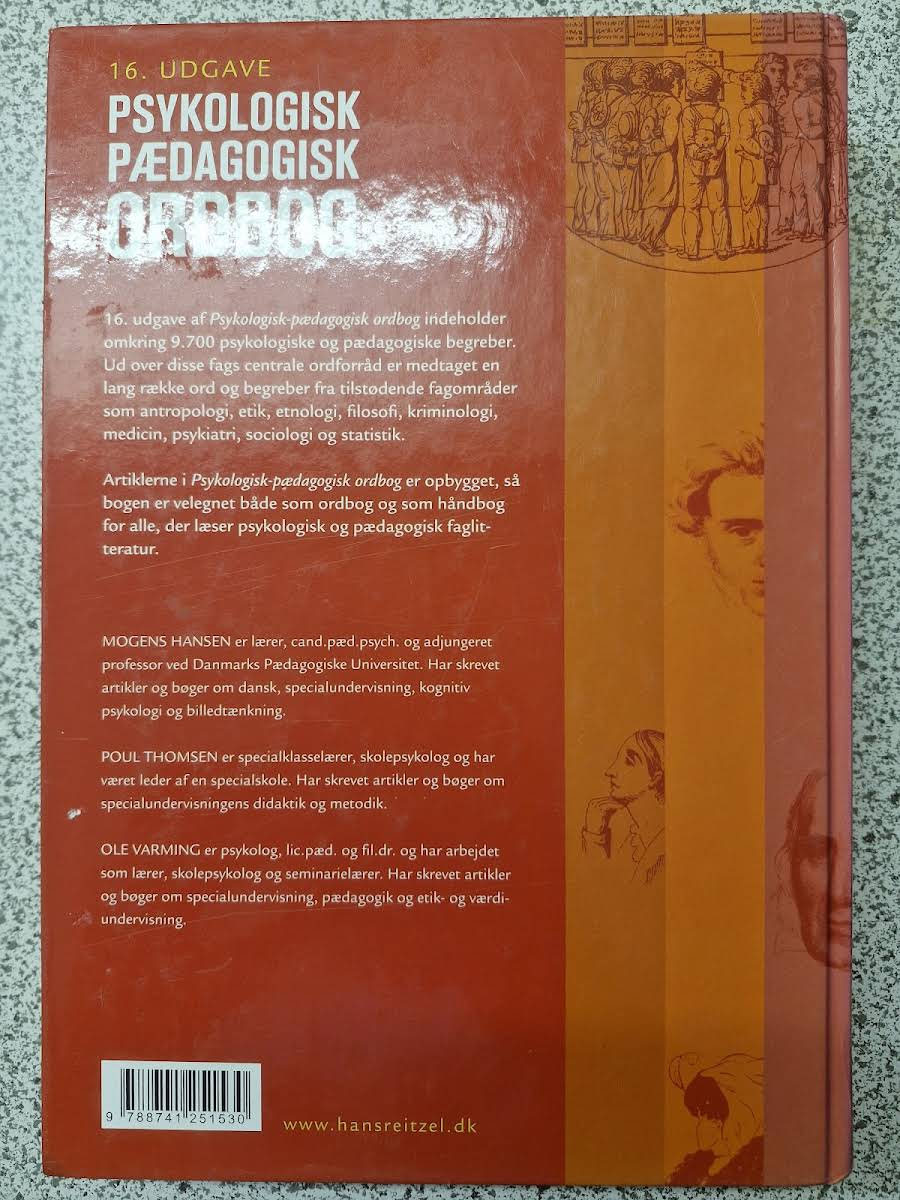 16. UDGAVE
PSYKOLOGISK
PÆDAGOGISK
ORDBOG
16. udgave af Psykologisk-pædagogisk ordbog indeholder
omkring 9.700 psykologiske og pædagogiske begreber.
Ud over disse fags centrale ordforråd er medtaget en
lang række ord og begreber fra tilstødende fagområder
som antropologi, etik, etnologi, filosofi, kriminologi,
medicin, psykiatri, sociologi og statistik.
Artiklerne i Psykologisk-pædagogisk ordbog er opbygget, så
bogen er velegnet både som ordbog og som håndbog
for alle, der læser psykologisk og pædagogisk faglit-
teratur.
MOGENS HANSEN er lærer, cand.pæd.psych. og adjungeret
professor ved Danmarks Pædagogiske Universitet. Har skrevet
artikler og bøger om dansk, specialundervisning, kognitiv
psykologi og billedtænkning.
POUL THOMSEN er specialklasselærer, skolepsykolog og har
været leder af en specialskole. Har skrevet artikler og bøger om
specialundervisningens didaktik og metodik.
OLE VARMING er psykolog, lic.pæd. og fil.dr. og har arbejdet
som lærer, skolepsykolog og seminarielærer. Har skrevet artikler
og bøger om specialundervisning, pædagogik og etik- og værdi-
undervisning.
9 788741 251530
www.hansreitzel.dk